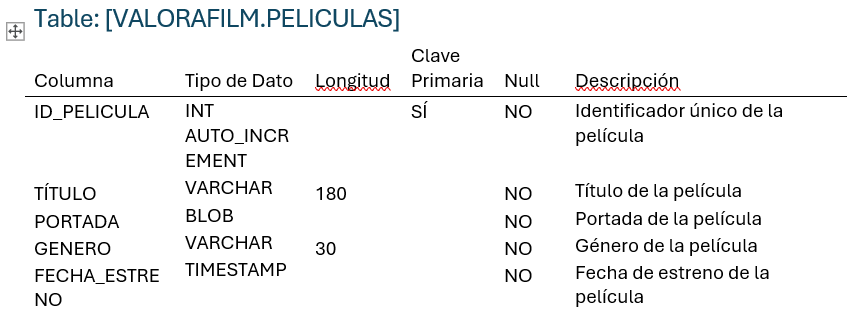 Table: [VALORAFILM.PELICULAS]
Columna Tipo de Dato Longitud Clave Primaria Null Descripción
ID_PELICULA INT AUTO_INCREMENT SÍ NO Identificador único de la película
TÍTULO VARCHAR 180 NO Título de la película
PORTADA BLOB NO Portada de la película
GENERO VARCHAR 30 NO Género de la película
FECHA_ESTRENO TIMESTAMP NO Fecha de estreno de la película